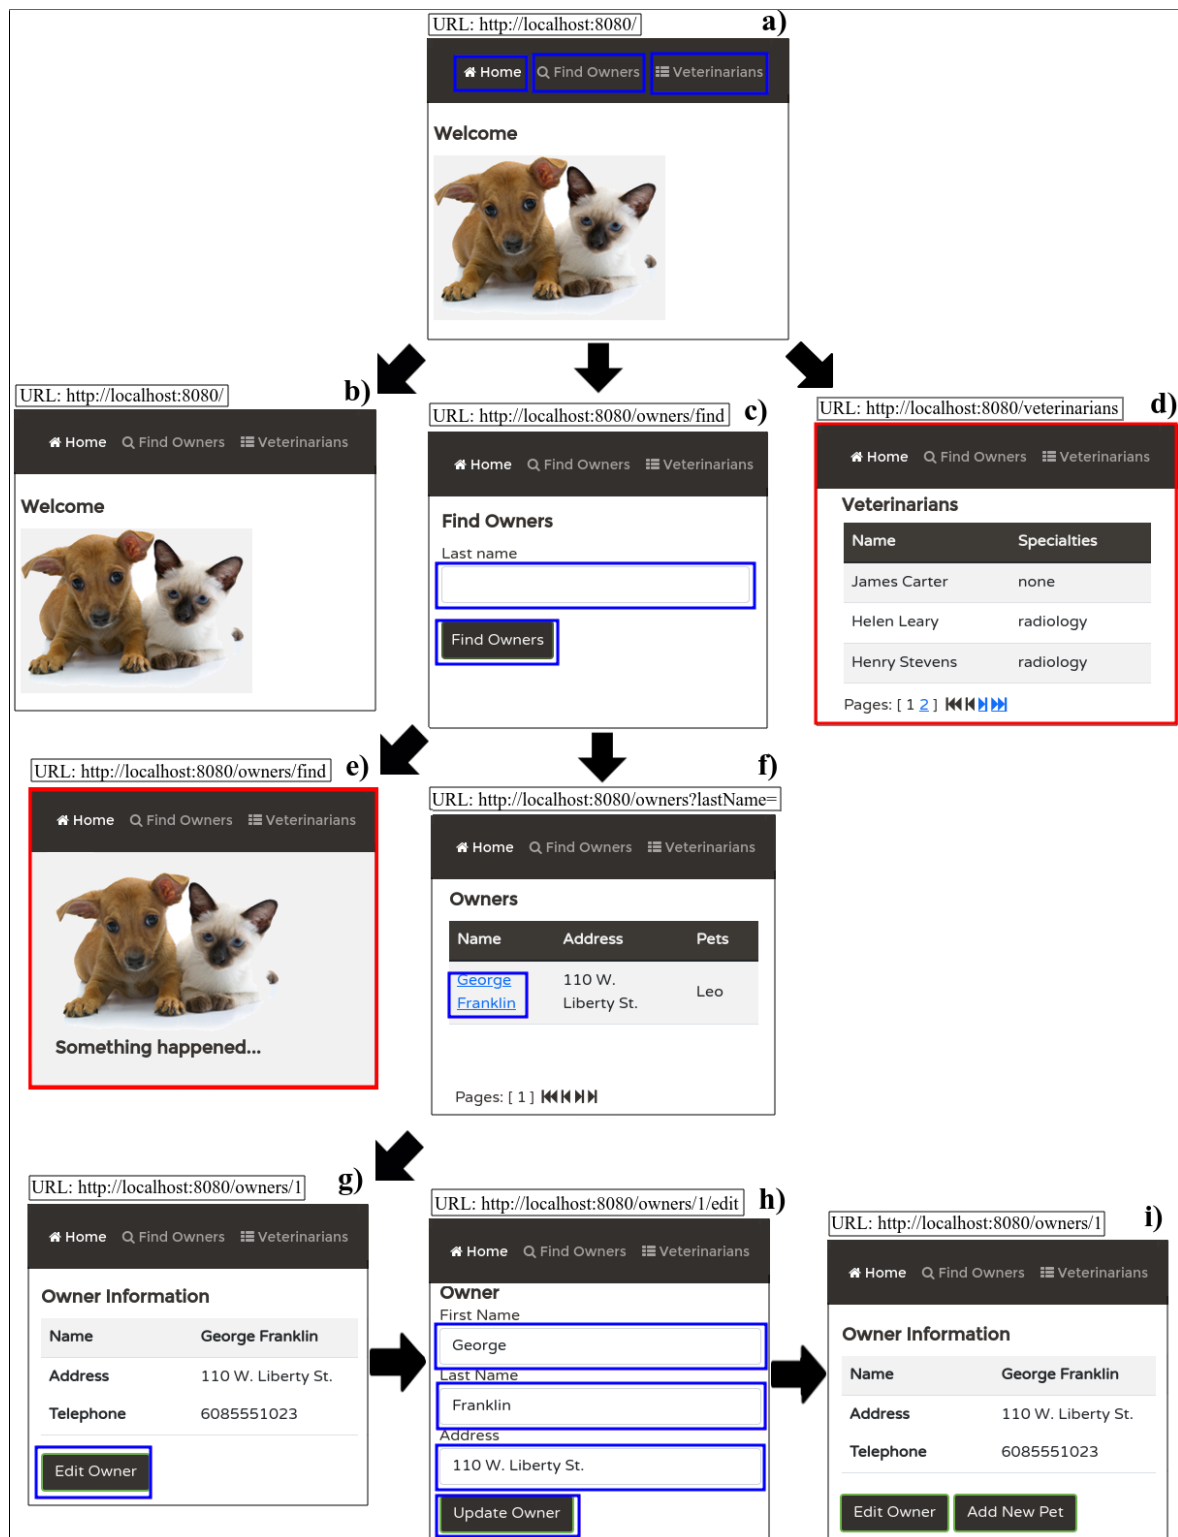 URL: http://localhost:8080/
a)
Home Find Owners Veterinarians
Welcome
URL: http://localhost:8080/
b)
Home Find Owners Veterinarians
Welcome
URL: http://localhost:8080/owners/find
c)
Home Find Owners Veterinarians
Find Owners
Last name
Find Owners
URL: http://localhost:8080/veterinarians
d)
Home Find Owners Veterinarians
Veterinarians
Name Specialties
James Carter none
Helen Leary radiology
Henry Stevens radiology
Pages: [ 1 2 ]
URL: http://localhost:8080/owners/find
e)
Home Find Owners Veterinarians
Something happened...
f)
URL: http://localhost:8080/owners?lastName=
Home Find Owners Veterinarians
Owners
Name Address Pets
George 110 W. Leo
Franklin Liberty St.
Pages: [ 1 ]
URL: http://localhost:8080/owners/1
g)
Home Find Owners Veterinarians
Owner Information
Name George Franklin
Address 110 W. Liberty St.
Telephone 6085551023
Edit Owner
URL: http://localhost:8080/owners/1/edit
h)
Home Find Owners Veterinarians
Owner
First Name
George
Last Name
Franklin
Address
110 W. Liberty St.
Update Owner
URL: http://localhost:8080/owners/1
i)
Home Find Owners Veterinarians
Owner Information
Name George Franklin
Address 110 W. Liberty St.
Telephone 6085551023
Edit Owner Add New Pet